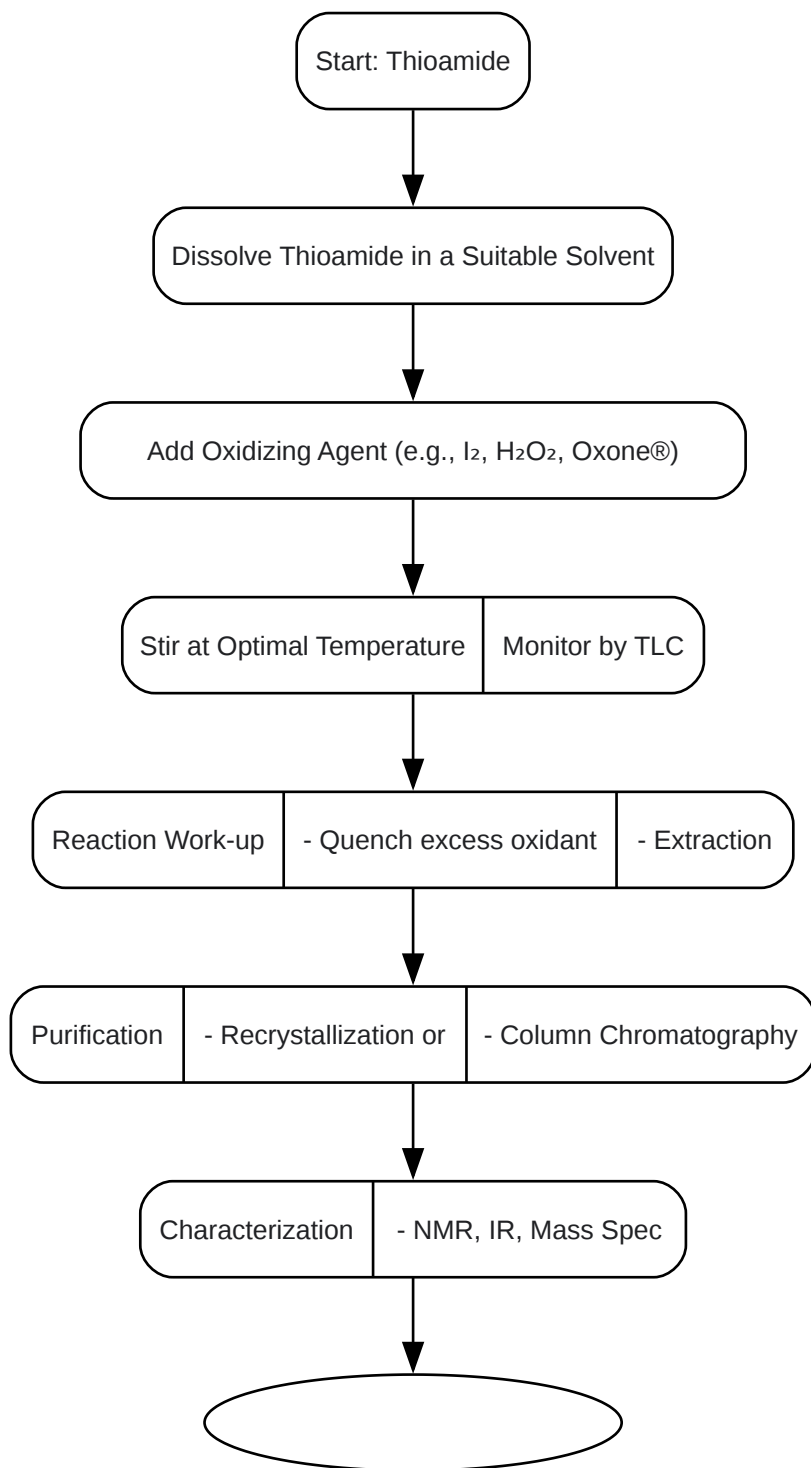 Start: Thioamide
Dissolve Thioamide in a Suitable Solvent
Add Oxidizing Agent (e.g., I₂, H₂O₂, Oxone®)
Stir at Optimal Temperature
Monitor by TLC
Reaction Work-up
- Quench excess oxidant
- Extraction
Purification
- Recrystallization or
- Column Chromatography
Characterization
- NMR, IR, Mass Spec